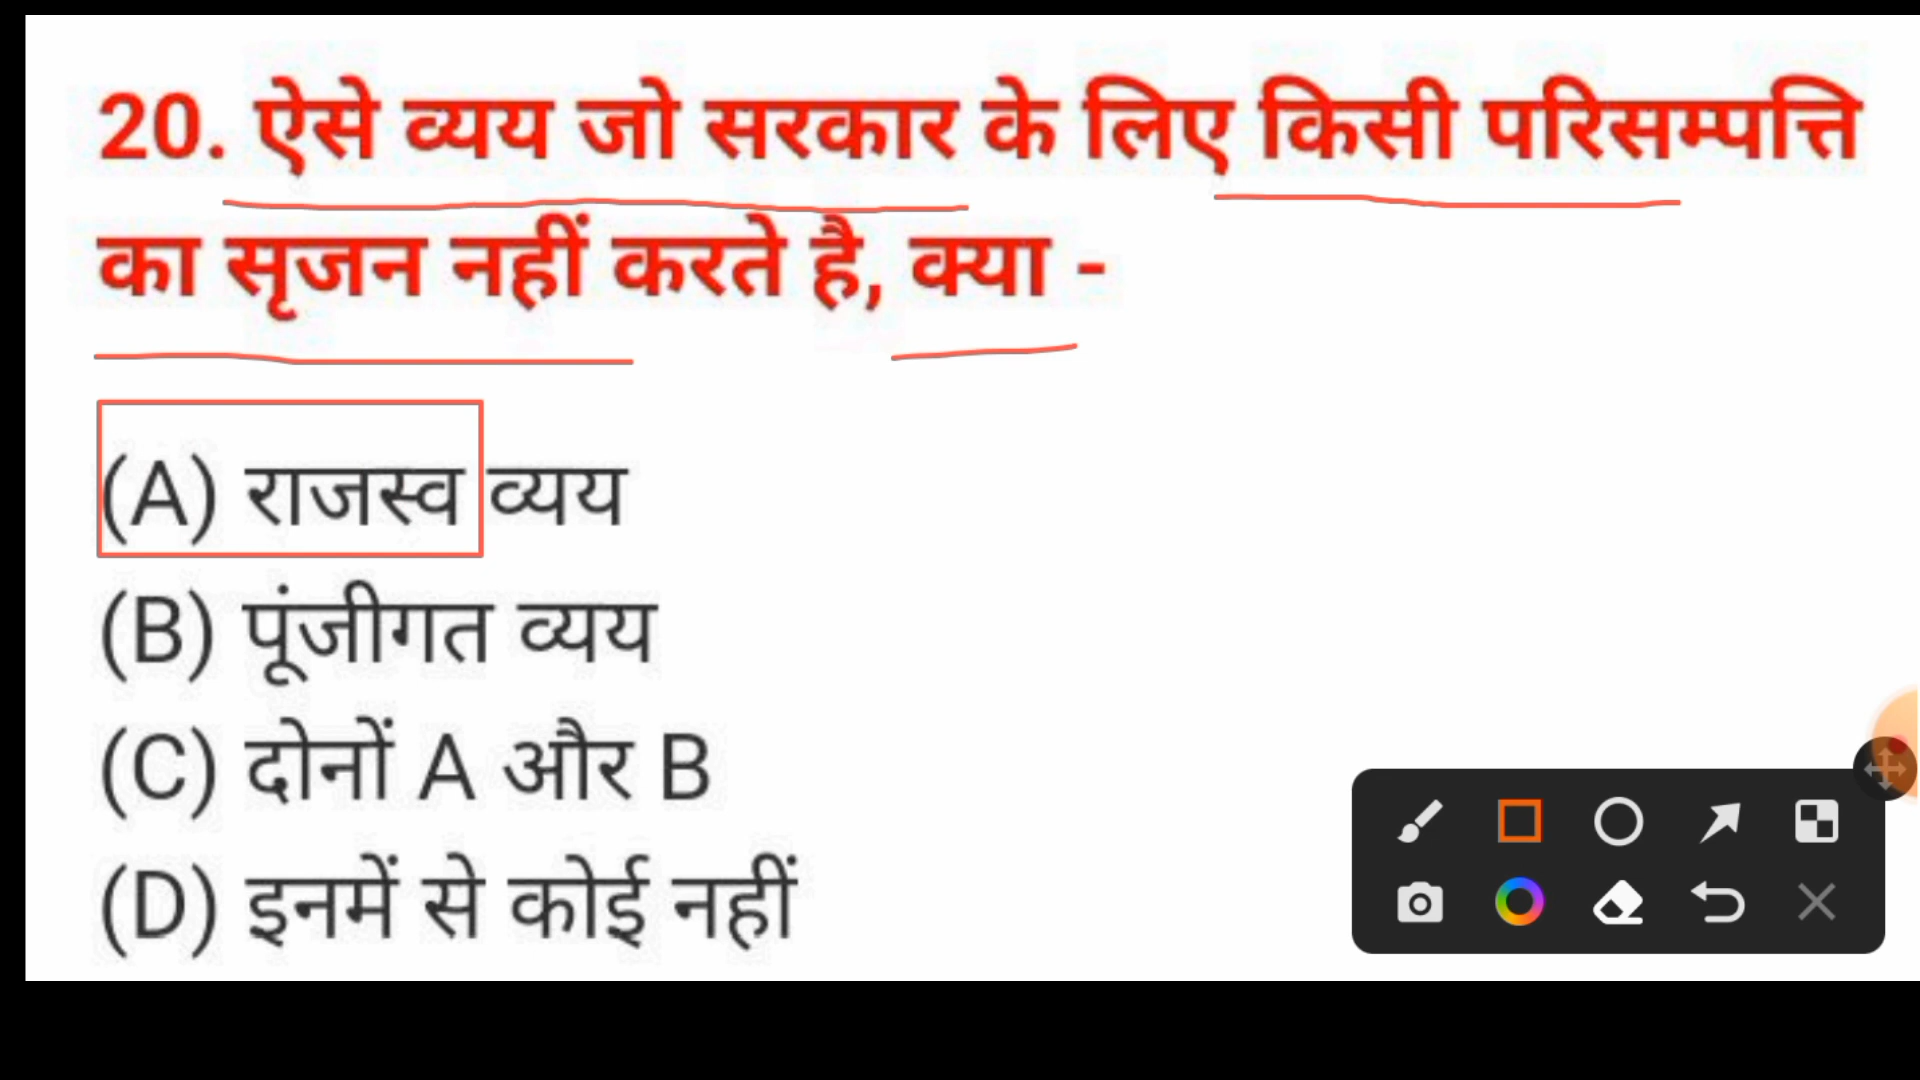 20. ऐसे व्यय जो सरकार के लिए किसी परिसम्पत्ति
का सृजन नहीं करते है, क्या -
(A) राजस्व व्यय
(B) पूंजीगत व्यय
(C) दोनों A और B
(D) इनमें से कोई नहीं